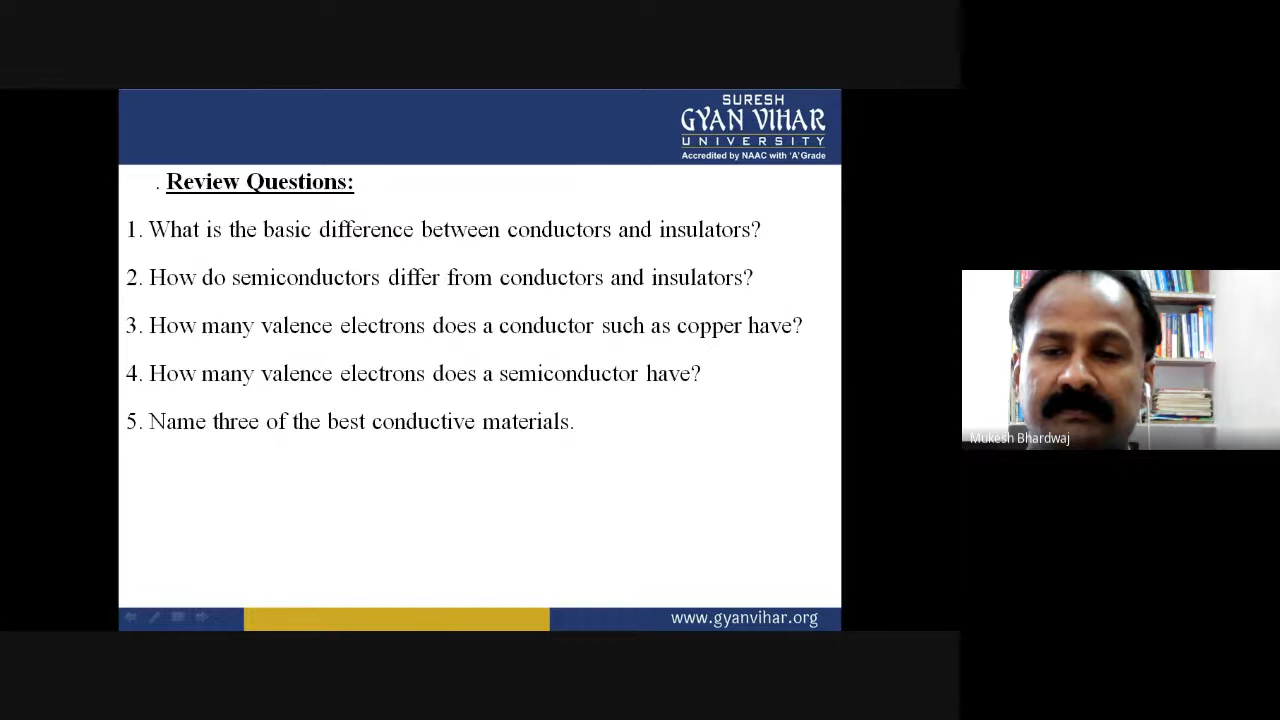 SURESH
GYAN VIHAR
UNIVERSITY
Accredited by NAAC with 'A' Grade
. Review Questions:
1. What is the basic difference between conductors and insulators?
2. How do semiconductors differ from conductors and insulators?
3. How many valence electrons does a conductor such as copper have?
4. How many valence electrons does a semiconductor have?
5. Name three of the best conductive materials.
Mukesh Bhardwaj
www.gyanvihar.org